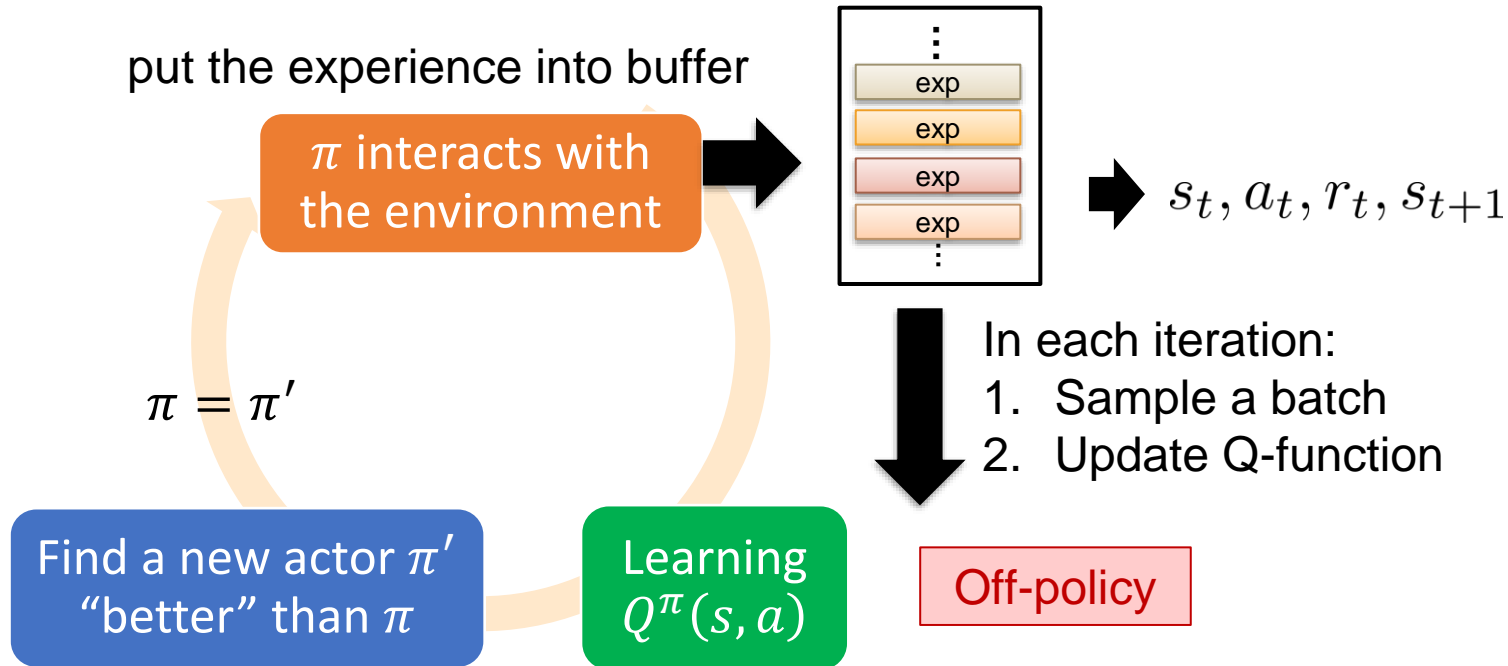 put the experience into buffer
π interacts with
the environment
⋮
exp
exp
exp
exp
⋮
s_t, a_t, r_t, s_{t+1}
In each iteration:
1. Sample a batch
2. Update Q-function
π = π′
Find a new actor π′
“better” than π
Learning
Q^π(s, a)
Off-policy